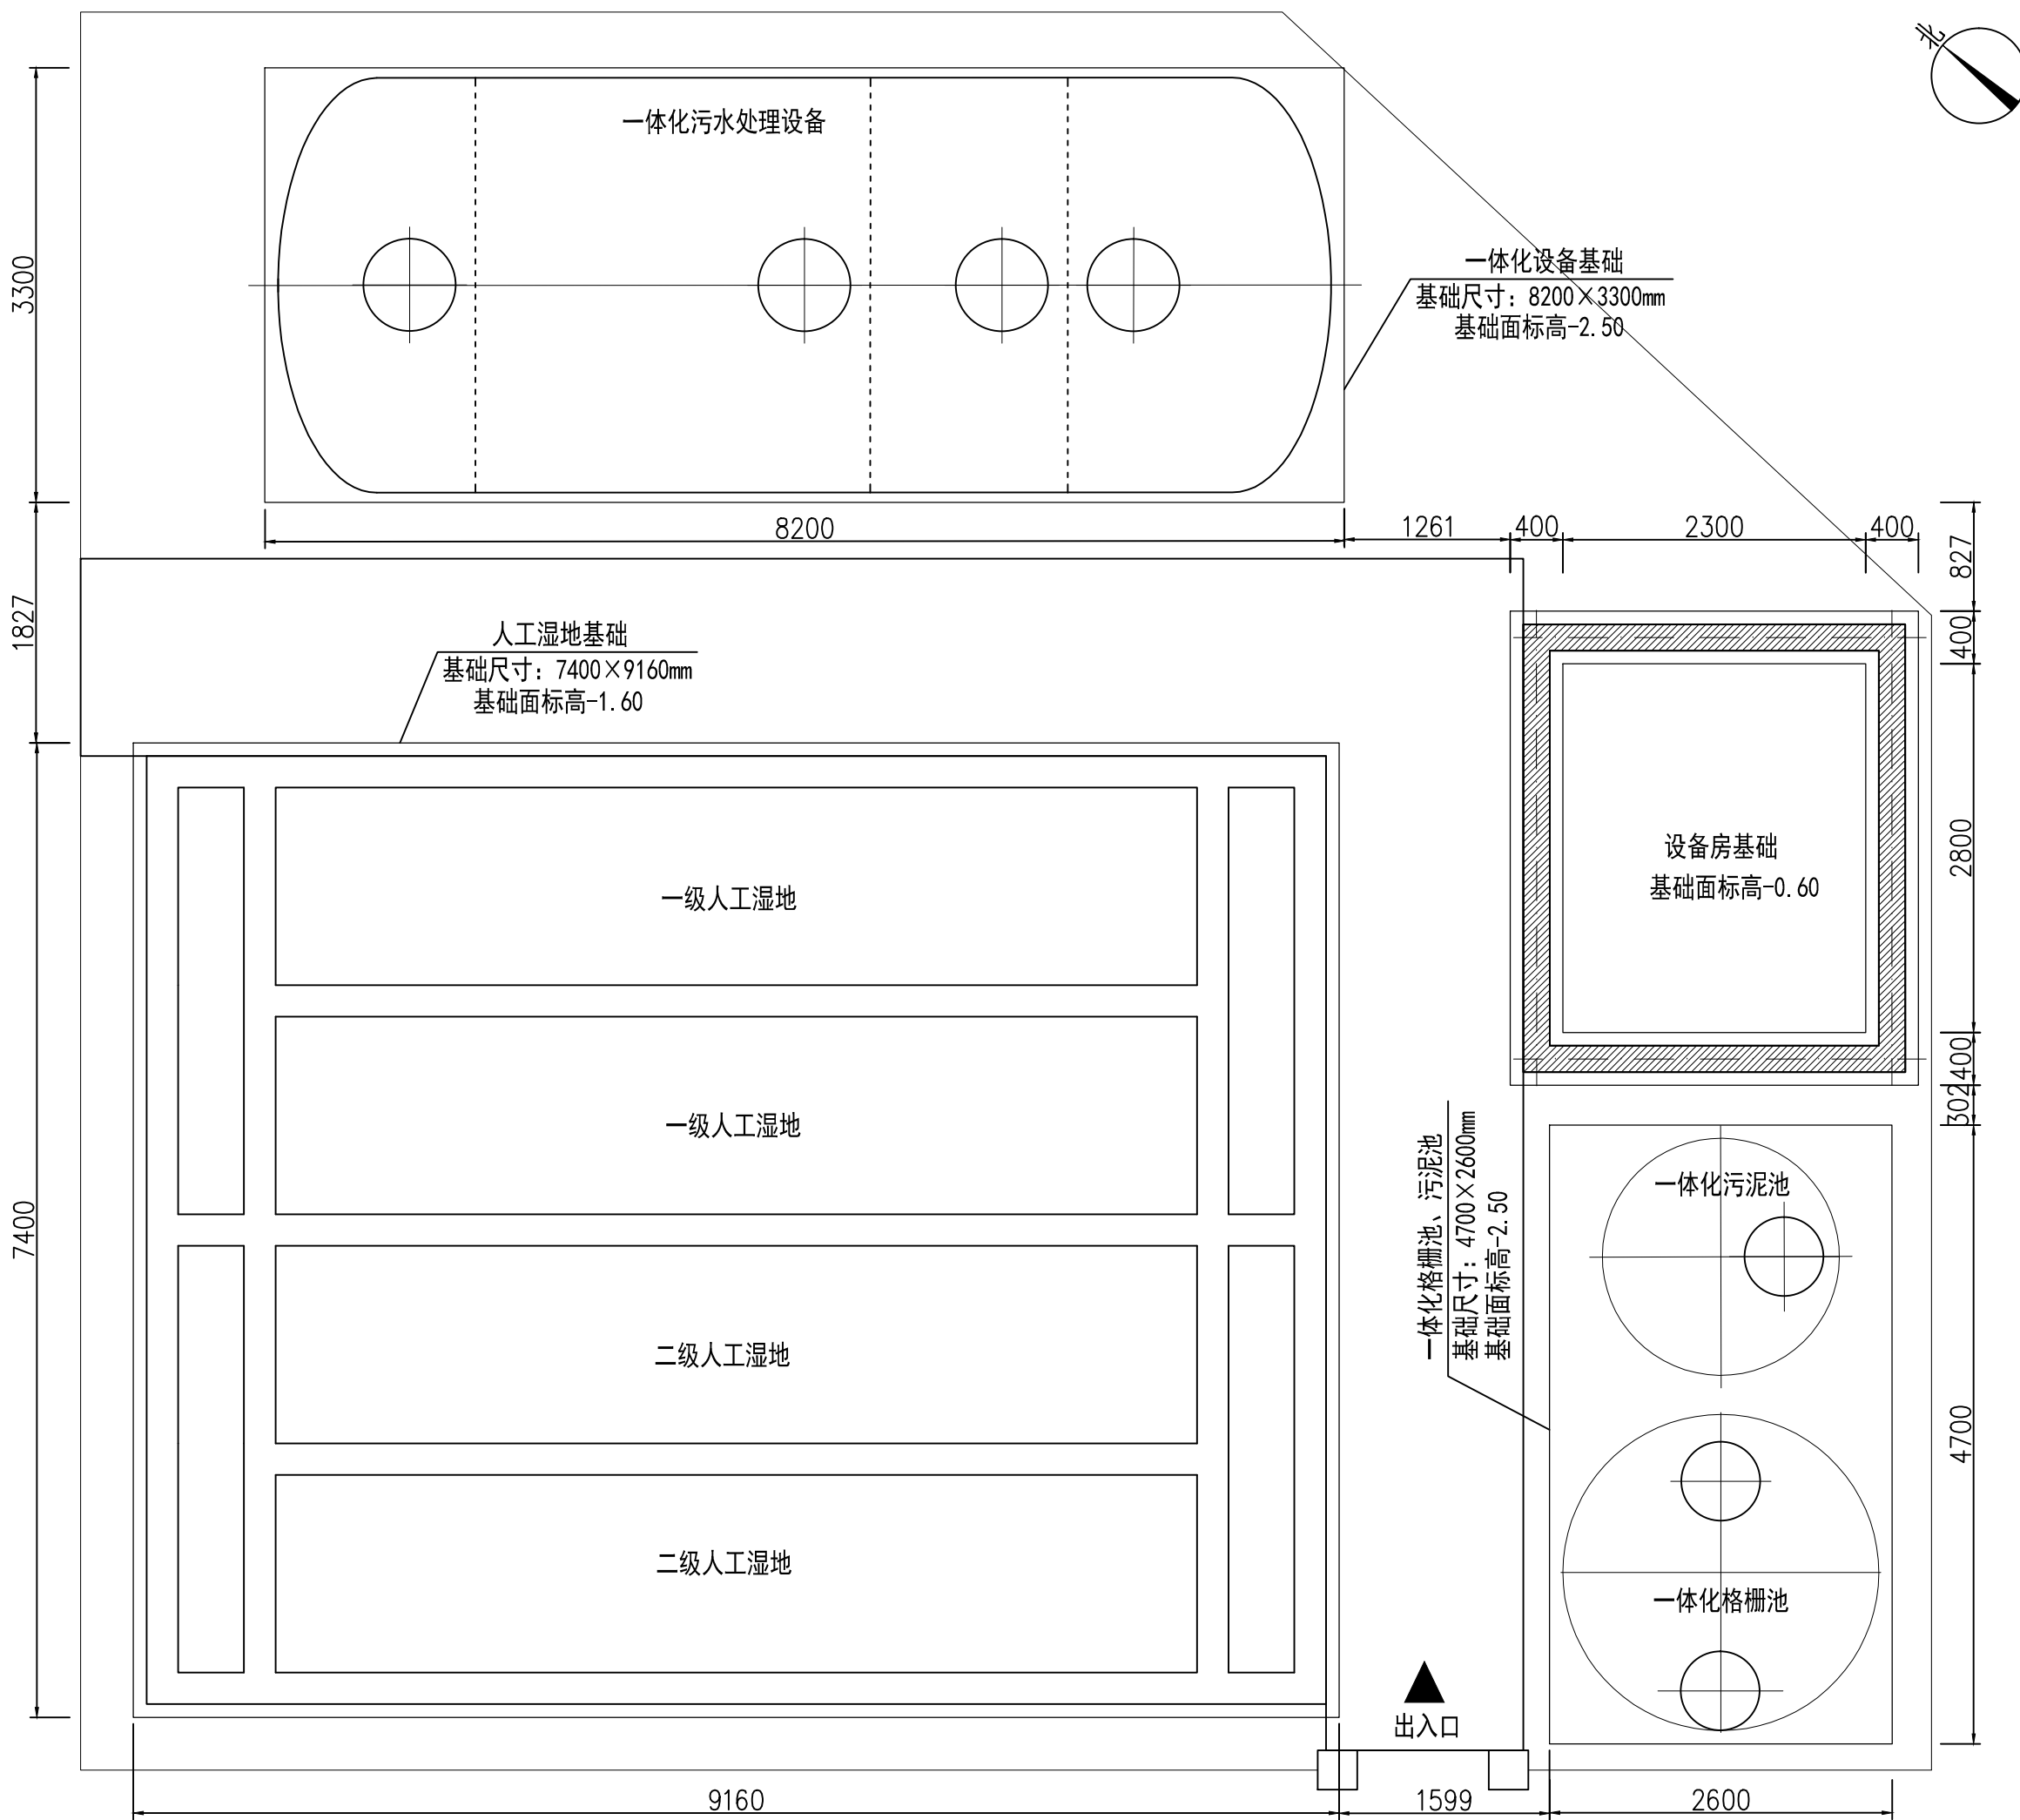 北
一体化污水处理设备
3300
一体化设备基础
基础尺寸：8200×3300mm
基础面标高-2.50
8200
1261
400
2300
400
827
1827
人工湿地基础
基础尺寸：7400×9160mm
基础面标高-1.60
400
设备房基础
基础面标高-0.60
2800
一级人工湿地
400
302
一级人工湿地
一体化格栅池、污泥池
基础尺寸：4700×2600mm
基础面标高-2.50
一体化污泥池
7400
二级人工湿地
4700
二级人工湿地
一体化格栅池
出入口
9160
1599
2600